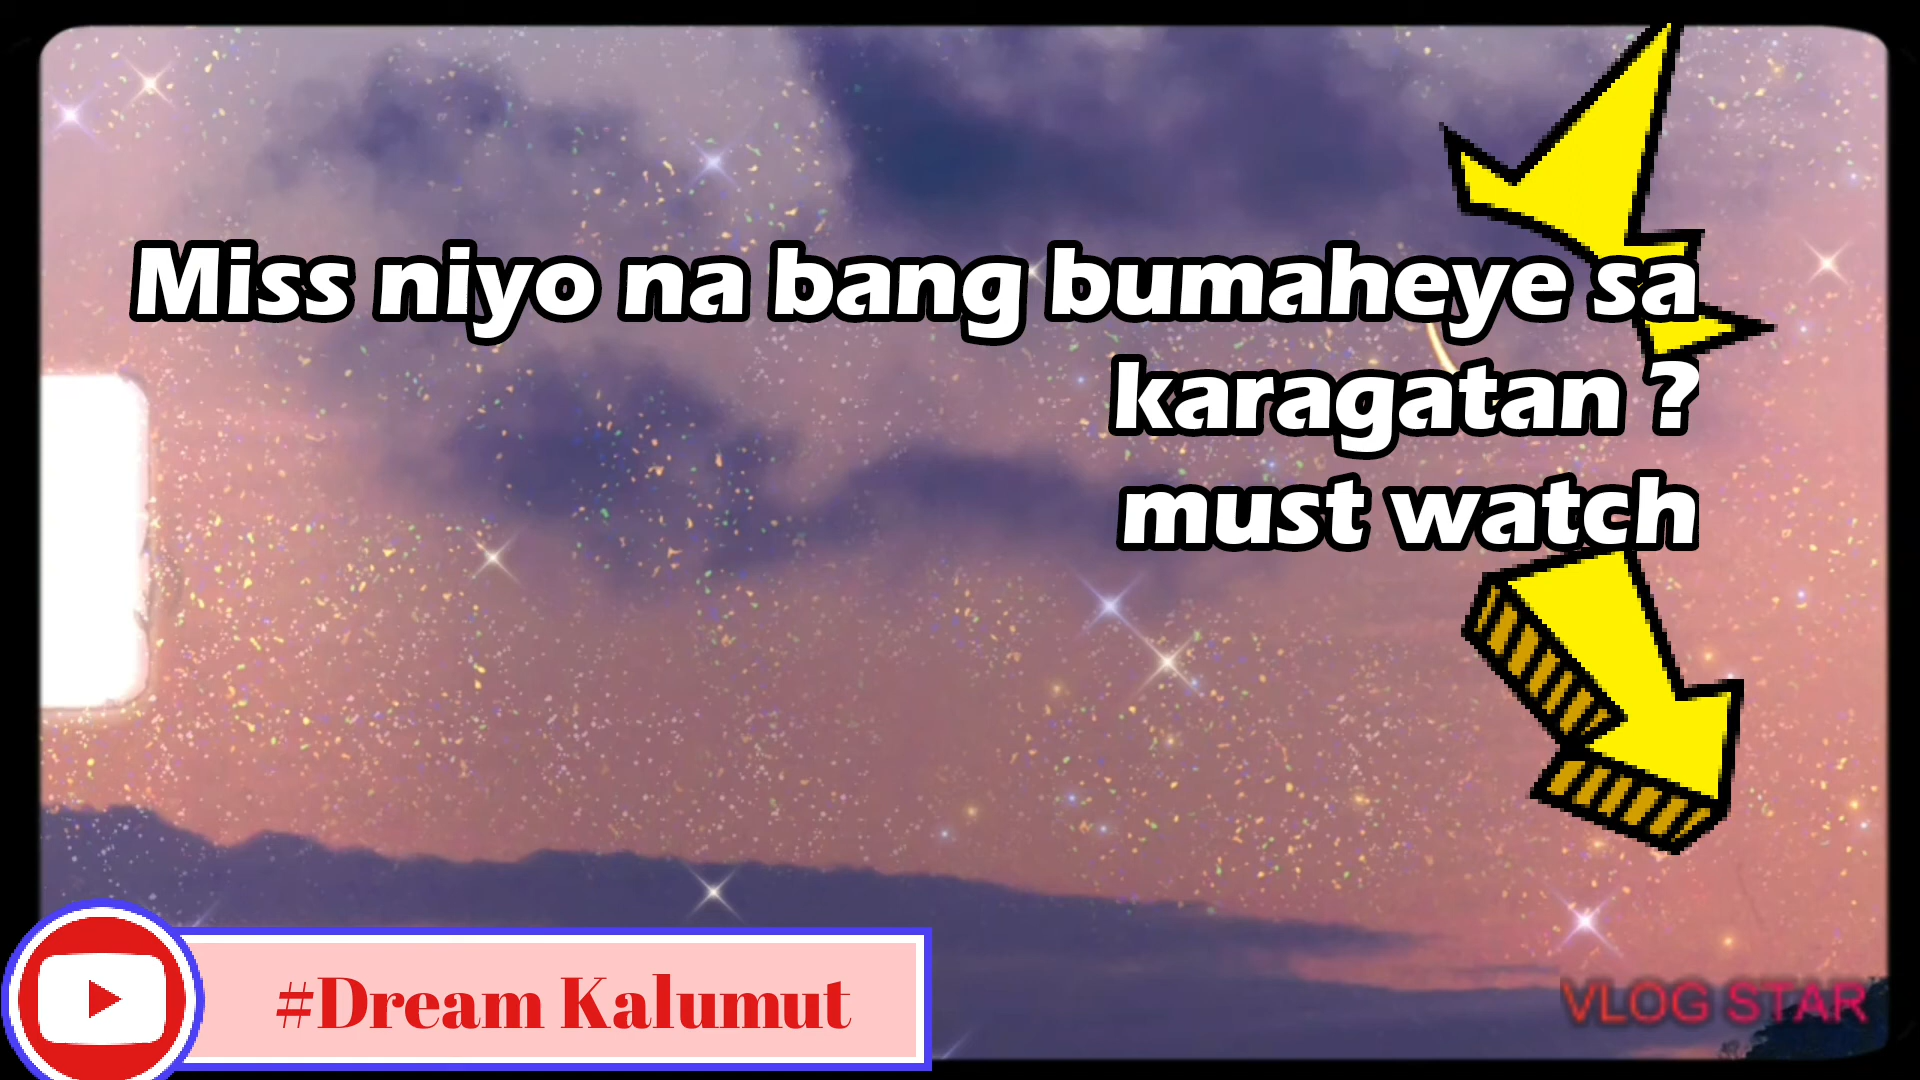 Miss niyo na bang bumaheye sa
karagatan ?
must watch
#Dream Kalumut
VLOG STAR